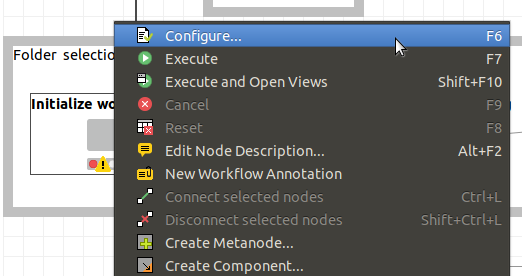 Configure... F6
Folder selectio
Execute F7
Execute and Open Views Shift+F10
Initialize wo
Cancel F9
Reset F8
Edit Node Description... Alt+F2
New Workflow Annotation
Connect selected nodes Ctrl+L
Disconnect selected nodes Shift+Ctrl+L
Create Metanode...
Create Component...